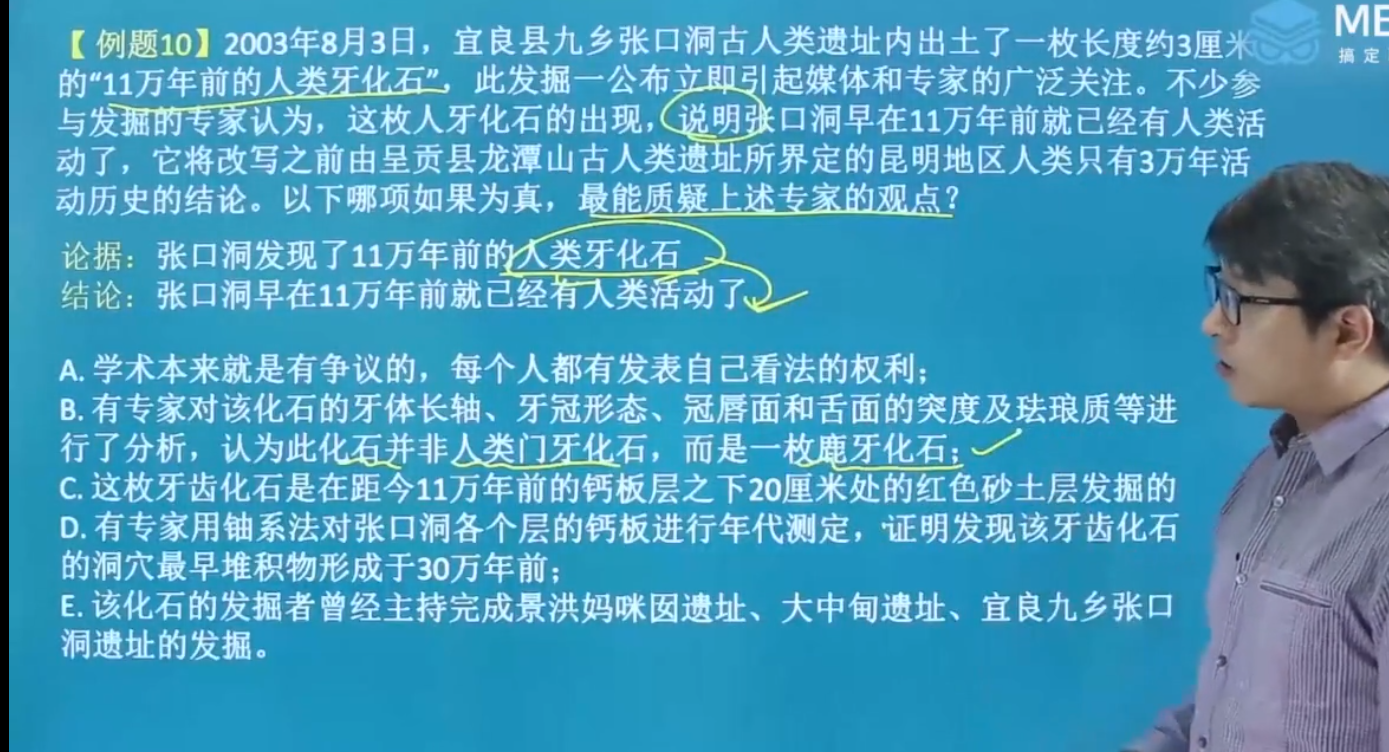 【例题10】2003年8月3日，宜良县九乡张口洞古人类遗址内出土了一枚长度约3厘米
的“11万年前的人类牙化石”，此发掘一公布立即引起媒体和专家的广泛关注。不少参
与发掘的专家认为，这枚人牙化石的出现，说明张口洞早在11万年前就已经有人类活
动了，它将改写之前由呈贡县龙潭山古人类遗址所界定的昆明地区人类只有3万年活
动历史的结论。以下哪项如果为真，最能质疑上述专家的观点？
论据：张口洞发现了11万年前的人类牙化石
结论：张口洞早在11万年前就已经有人类活动了
A. 学术本来就是有争议的，每个人都有发表自己看法的权利；
B. 有专家对该化石的牙体长轴、牙冠形态、冠唇面和舌面的突度及珐琅质等进
行了分析，认为此化石并非人类门牙化石，而是一枚鹿牙化石；
C. 这枚牙齿化石是在距今11万年前的钙板层之下20厘米处的红色砂土层发掘的
D. 有专家用铀系法对张口洞各个层的钙板进行年代测定，证明发现该牙齿化石
的洞穴最早堆积物形成于30万年前；
E. 该化石的发掘者曾经主持完成景洪妈咪囡遗址、大中甸遗址、宜良九乡张口
洞遗址的发掘。
ME
搞定